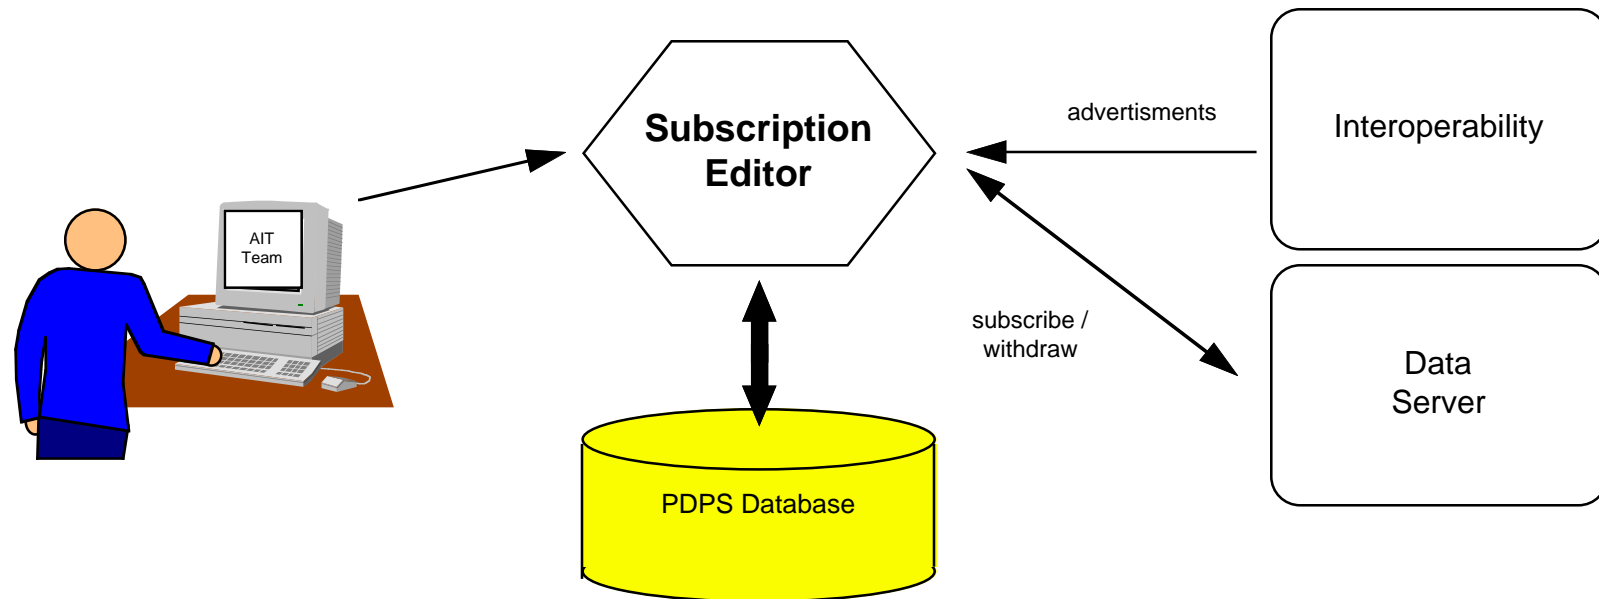 Subscription
Editor
advertisments
Interoperability
AIT
Team
subscribe /
withdraw
Data
Server
PDPS Database